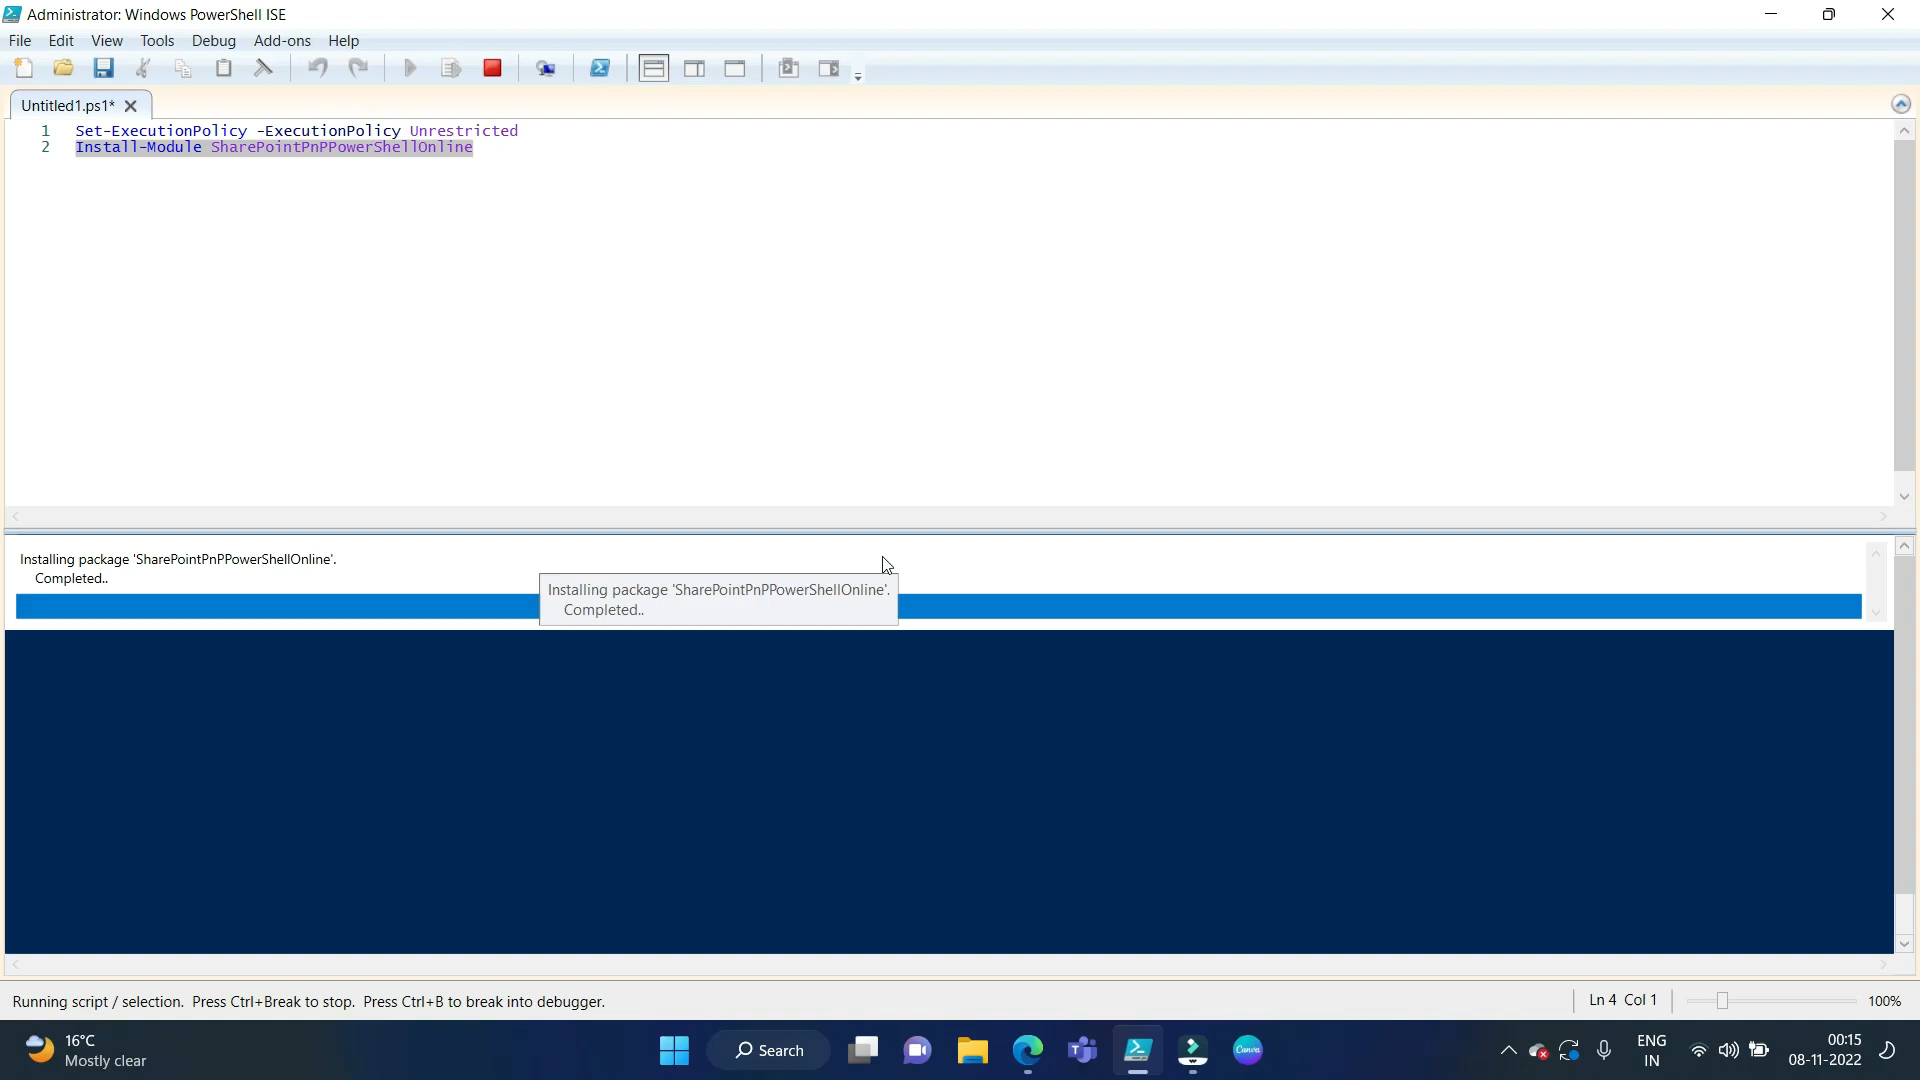 Administrator: Windows PowerShell ISE
File Edit View Tools Debug Add-ons Help
Untitled1.ps1*
1 Set-ExecutionPolicy -ExecutionPolicy Unrestricted
2 Install-Module SharePointPnPPowerShellOnline
Installing package 'SharePointPnPPowerShellOnline'.
Completed..
Installing package 'SharePointPnPPowerShellOnline'.
Completed..
Running script / selection. Press Ctrl+Break to stop. Press Ctrl+B to break into debugger.
Ln 4 Col 1
100%
16°C
Mostly clear
Search
Canva
ENG
IN
00:15
08-11-2022